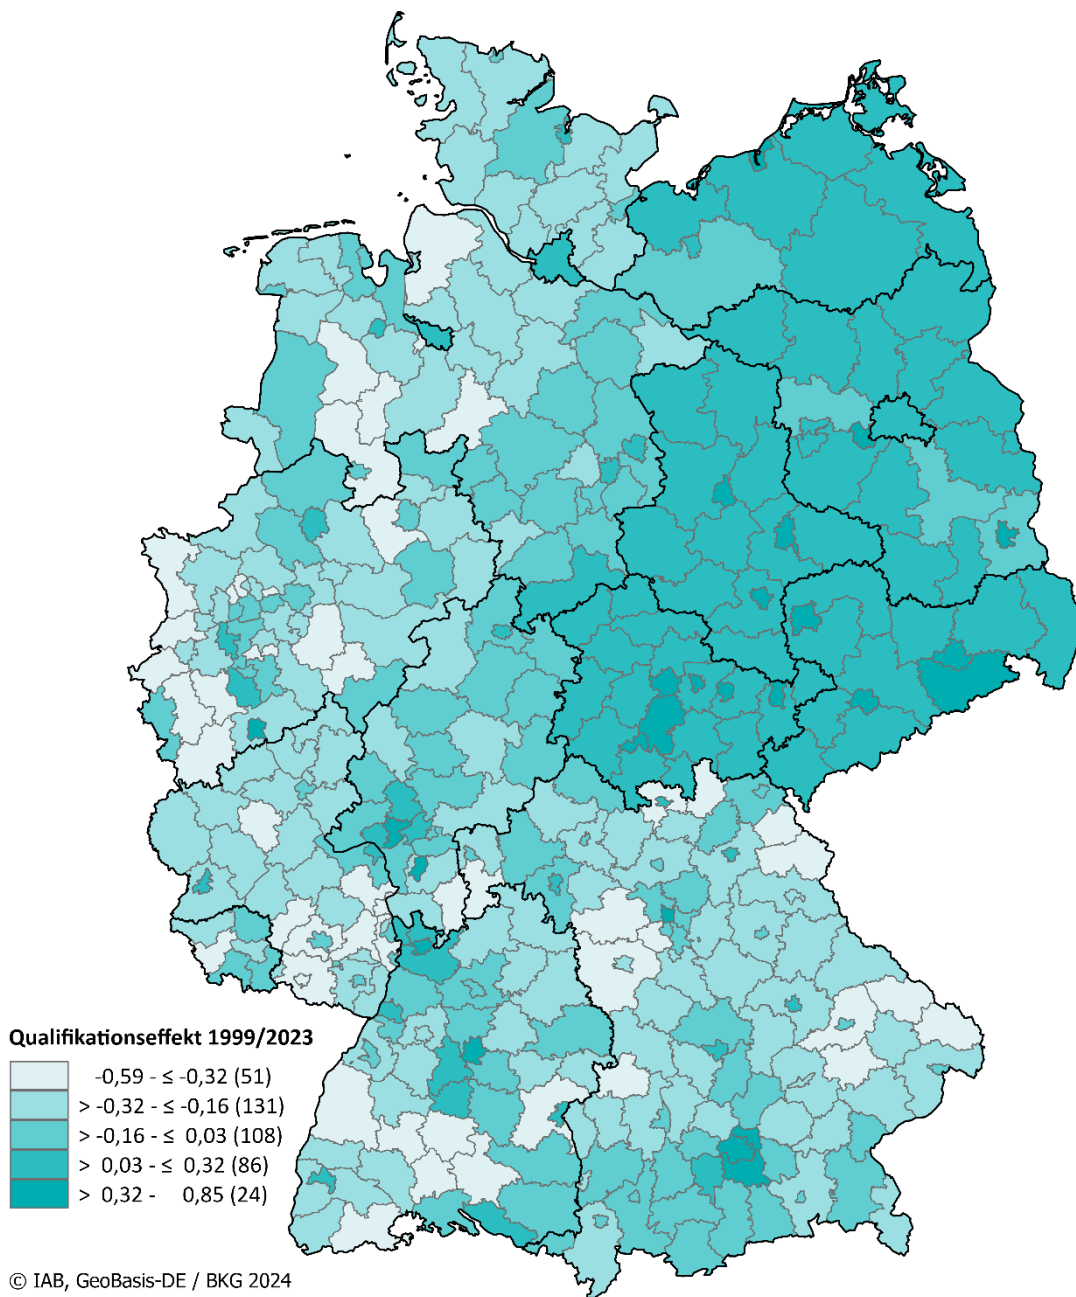 Qualifikationseffekt 1999/2023
-0,59 - ≤ -0,32 (51)
> -0,32 - ≤ -0,16 (131)
> -0,16 - ≤ 0,03 (108)
> 0,03 - ≤ 0,32 (86)
> 0,32 - 0,85 (24)
© IAB, GeoBasis-DE / BKG 2024